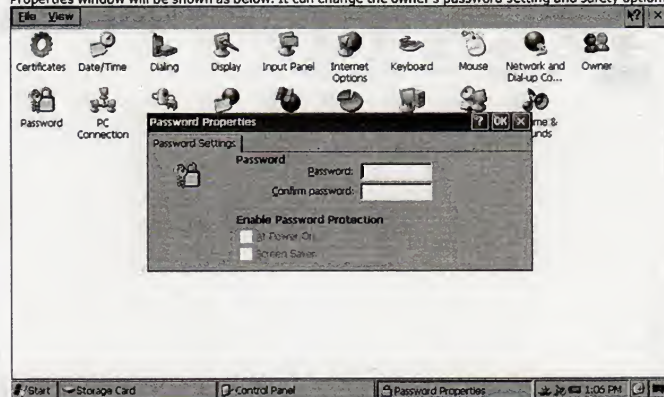 Properties window will be shown as below. It can change the owner's password setting and safety option
File View
Certificates Date/Time Dialing Display Input Panel Internet Options Keyboard Mouse Network and Dial-up Co... Owner
Password PC Connection
Password Properties ? OK ×
Password Settings
Password
Password:
Confirm password:
Enable Password Protection
At Power On
Screen Saver
Start Storage Card Control Panel Password Properties 1:06 PM